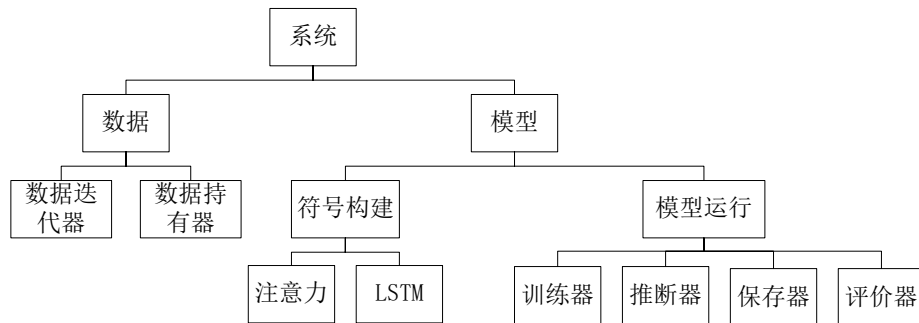 系统
数据
模型
数据迭
代器
数据持
有器
符号构建
模型运行
注意力
LSTM
训练器
推断器
保存器
评价器